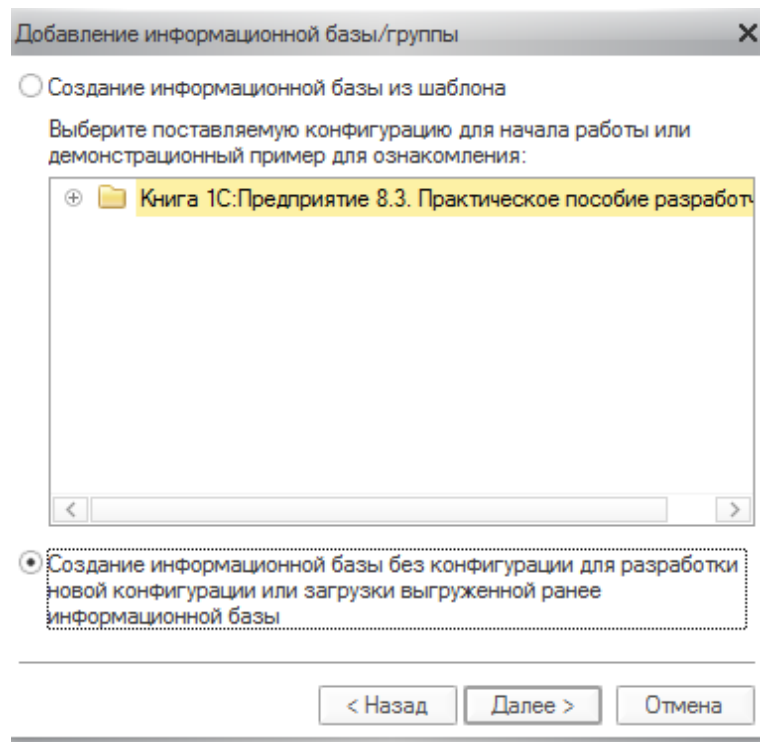 Добавление информационной базы/группы
Создание информационной базы из шаблона
Выберите поставляемую конфигурацию для начала работы или
демонстрационный пример для ознакомления:
Книга 1С:Предприятие 8.3. Практическое пособие разработч
Создание информационной базы без конфигурации для разработки
новой конфигурации или загрузки выгруженной ранее
информационной базы
< Назад
Далее >
Отмена